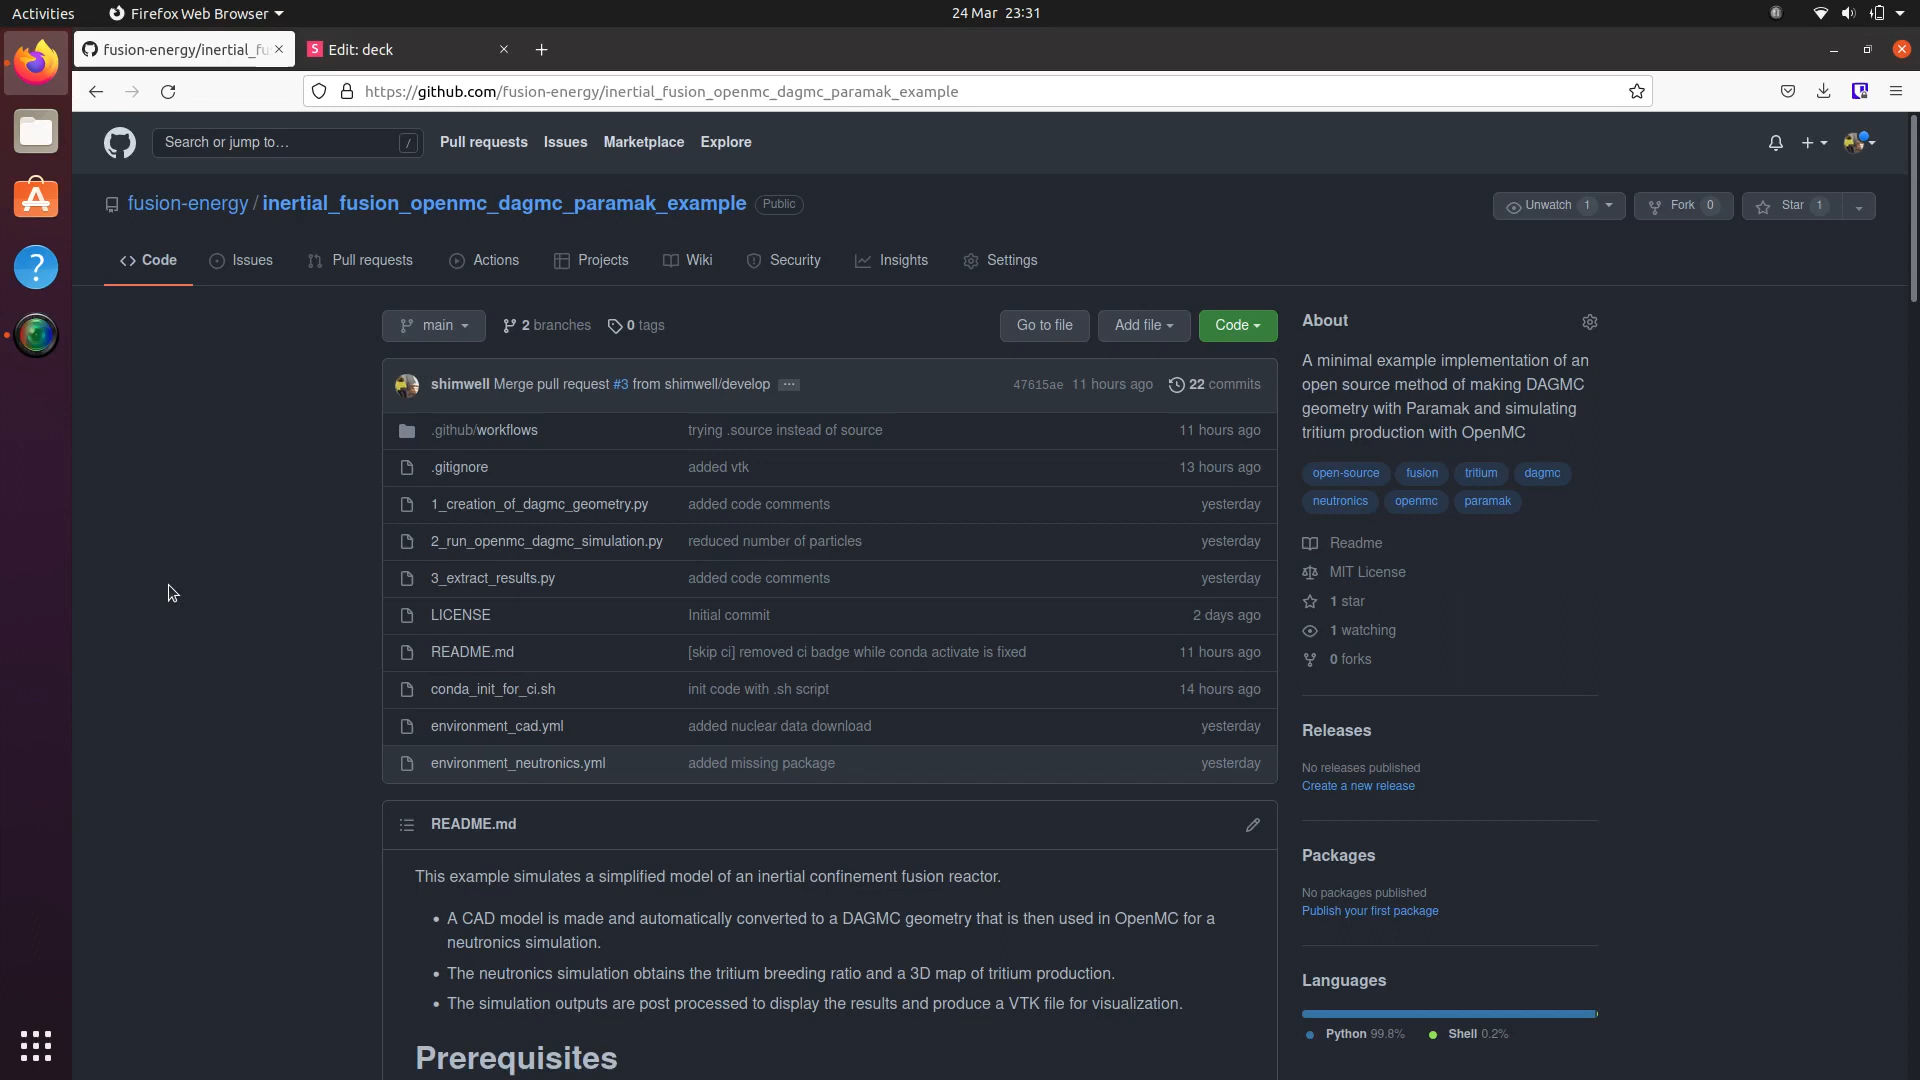 Activities Firefox Web Browser 24 Mar 23:31
fusion-energy/inertial_fu S Edit: deck
https://github.com/fusion-energy/inertial_fusion_openmc_dagmc_paramak_example
Search or jump to… / Pull requests Issues Marketplace Explore
fusion-energy / inertial_fusion_openmc_dagmc_paramak_example Public Unwatch 1 Fork 0 Star 1
Code Issues Pull requests Actions Projects Wiki Security Insights Settings
main 2 branches 0 tags Go to file Add file Code
shimwell Merge pull request #3 from shimwell/develop ... 47615ae 11 hours ago 22 commits
.github/workflows trying .source instead of source 11 hours ago
.gitignore added vtk 13 hours ago
1_creation_of_dagmc_geometry.py added code comments yesterday
2_run_openmc_dagmc_simulation.py reduced number of particles yesterday
3_extract_results.py added code comments yesterday
LICENSE Initial commit 2 days ago
README.md [skip ci] removed ci badge while conda activate is fixed 11 hours ago
conda_init_for_ci.sh init code with .sh script 14 hours ago
environment_cad.yml added nuclear data download yesterday
environment_neutronics.yml added missing package yesterday
README.md
This example simulates a simplified model of an inertial confinement fusion reactor.
• A CAD model is made and automatically converted to a DAGMC geometry that is then used in OpenMC for a
neutronics simulation.
• The neutronics simulation obtains the tritium breeding ratio and a 3D map of tritium production.
• The simulation outputs are post processed to display the results and produce a VTK file for visualization.
Prerequisites
About
A minimal example implementation of an
open source method of making DAGMC
geometry with Paramak and simulating
tritium production with OpenMC
open-source fusion tritium dagmc
neutronics openmc paramak
Readme
MIT License
1 star
1 watching
0 forks
Releases
No releases published
Create a new release
Packages
No packages published
Publish your first package
Languages
Python 99.8% Shell 0.2%